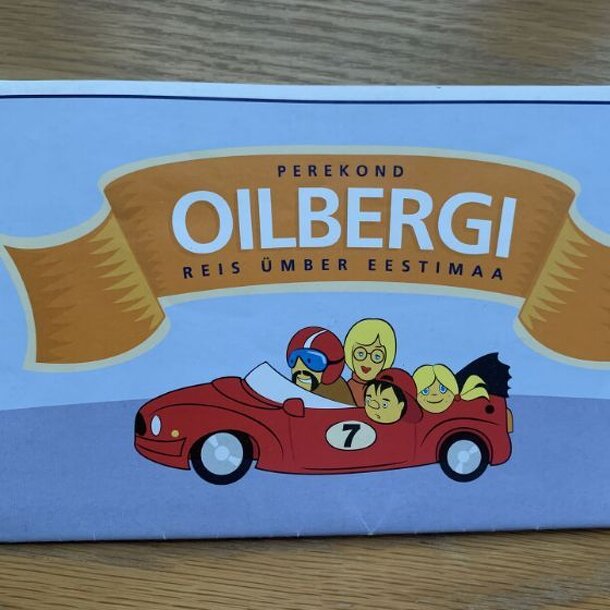 PEREKOND
OILBERGI
REIS ÜMBER EESTIMAA
7